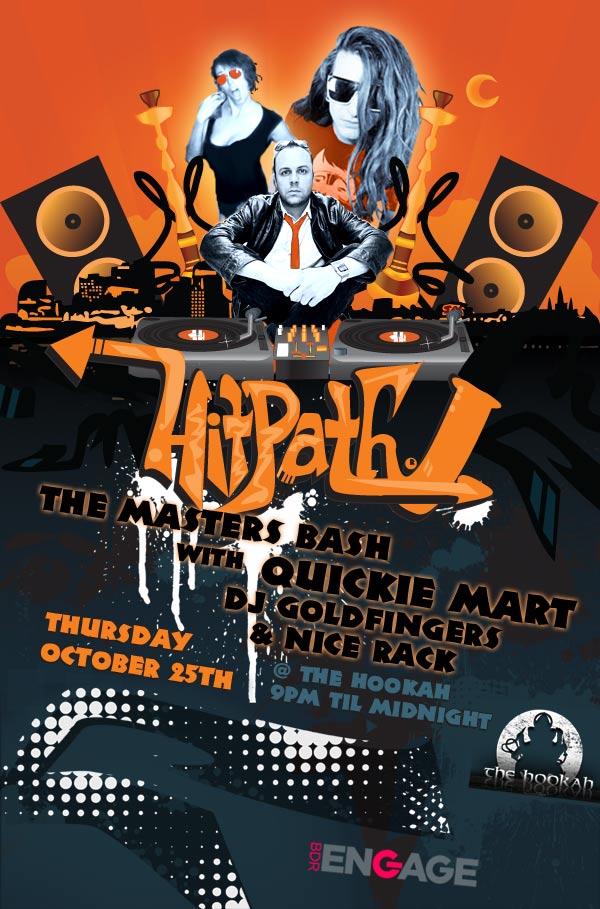 HitPath.
THE MASTERS BASH
WITH QUICKIE MART
DJ GOLDFINGERS
& NICE RACK
THURSDAY
OCTOBER 25TH
@ THE HOOKAH
9PM TIL MIDNIGHT
the hookah
BDR ENGAGE